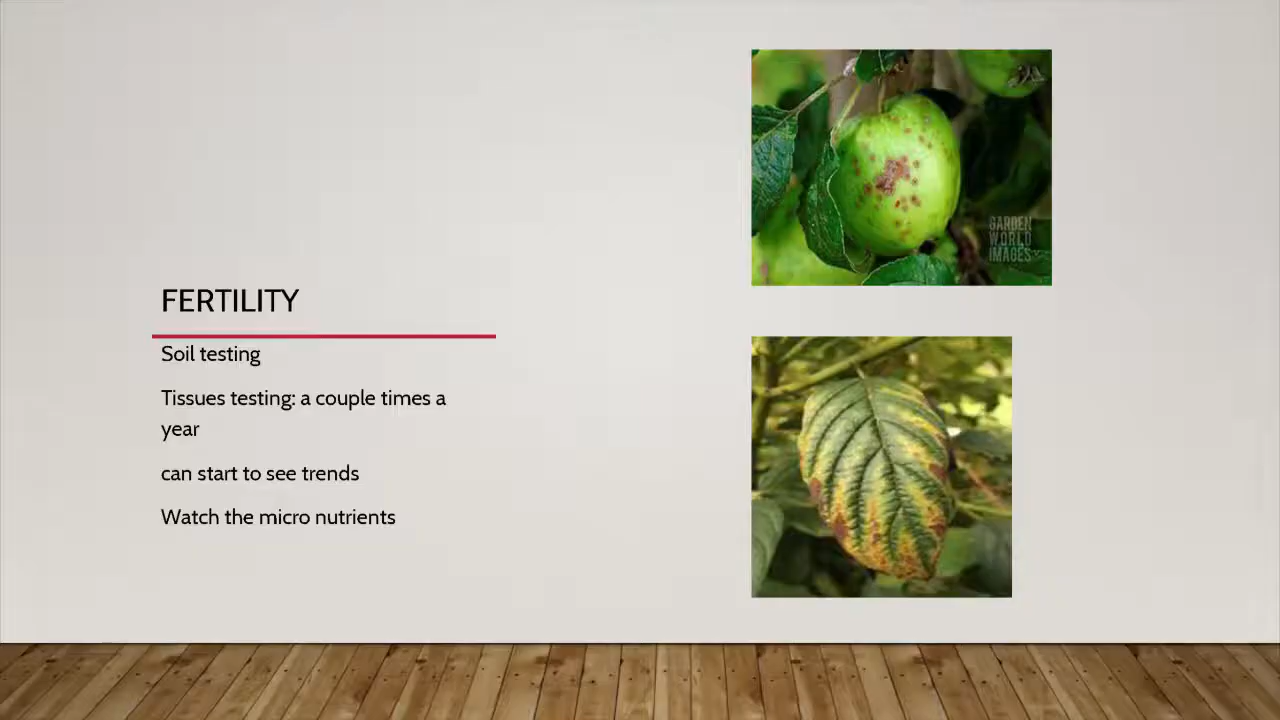 FERTILITY
Soil testing
Tissues testing: a couple times a
year
can start to see trends
Watch the micro nutrients
GARDEN
WORLD
IMAGES